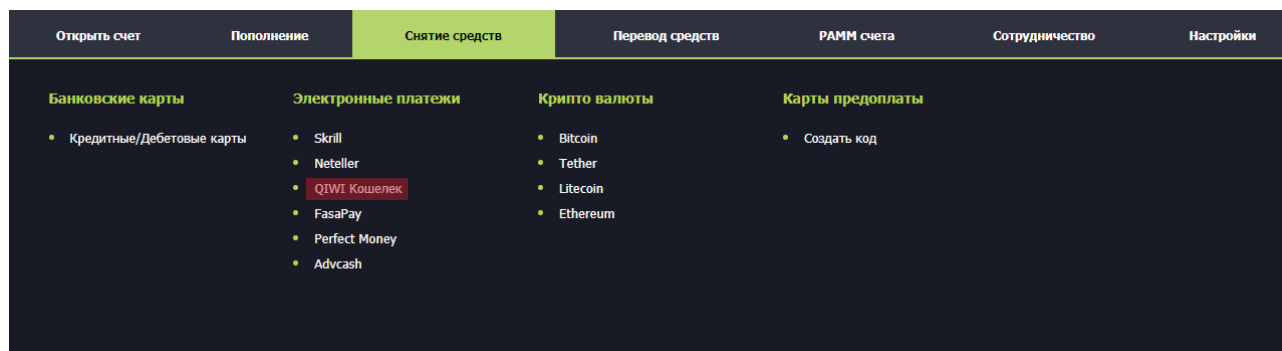 Открыть счет Пополнение Снятие средств Перевод средств PAMM счета Сотрудничество Настройки
Банковские карты
Кредитные/Дебетовые карты
Электронные платежи
Skrill
Neteller
QIWI Кошелек
FasaPay
Perfect Money
Advcash
Крипто валюты
Bitcoin
Tether
Litecoin
Ethereum
Карты предоплаты
Создать код